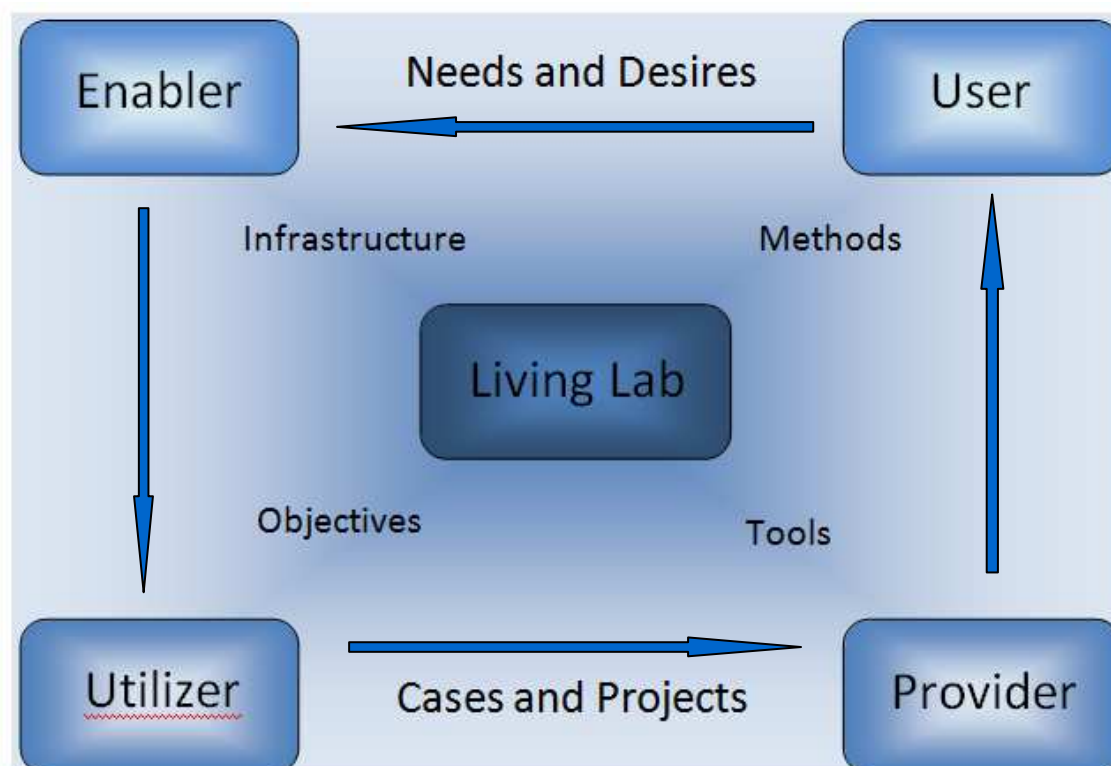 Enabler
Needs and Desires
User
Infrastructure
Methods
Living Lab
Objectives
Tools
Utilizer
Cases and Projects
Provider